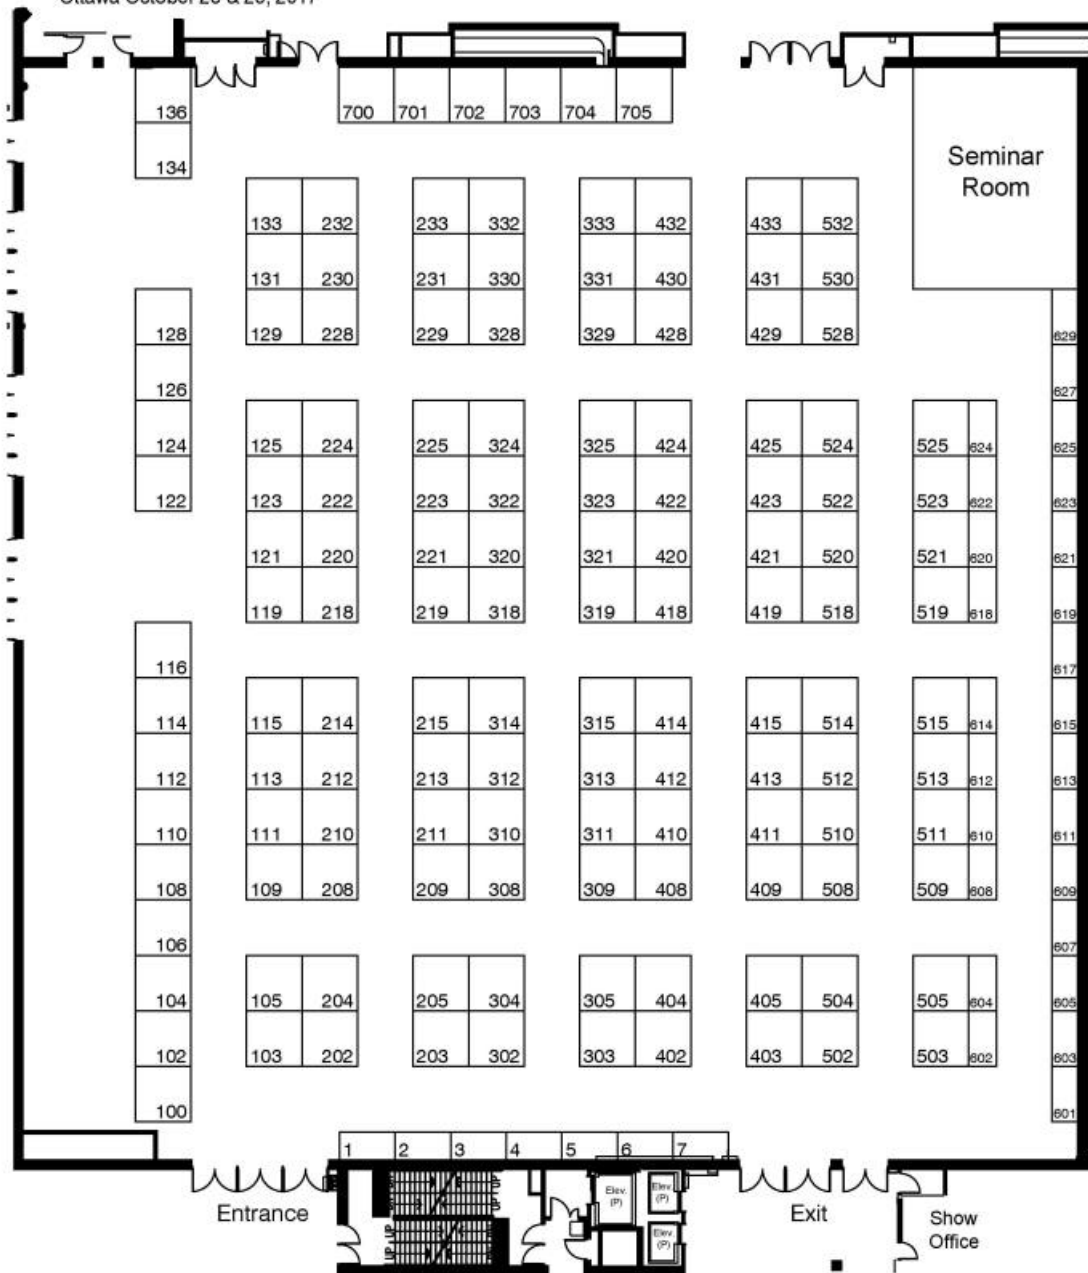 136 700 701 702 703 704 705
134
Seminar
Room
133 232 233 332 333 432 433 532
131 230 231 330 331 430 431 530
128 129 228 229 328 329 428 429 528 629
126 627
124 125 224 225 324 325 424 425 524 525 624 625
122 123 222 223 322 323 422 423 522 523 622 623
121 220 221 320 321 420 421 520 521 620 621
119 218 219 318 319 418 419 518 519 618 619
116 617
114 115 214 215 314 315 414 415 514 515 614 615
112 113 212 213 312 313 412 413 512 513 612 613
110 111 210 211 310 311 410 411 510 511 610 611
108 109 208 209 308 309 408 409 508 509 608 609
106 607
104 105 204 205 304 305 404 405 504 505 604 605
102 103 202 203 302 303 402 403 502 503 602 603
100 601
1 2 3 4 5 6 7
Elev.
(P)
Elev.
(P)
Elev.
(P)
UP UP UP UP
Entrance
Exit
Show
Office